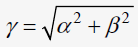 γ = √(α² + β²)